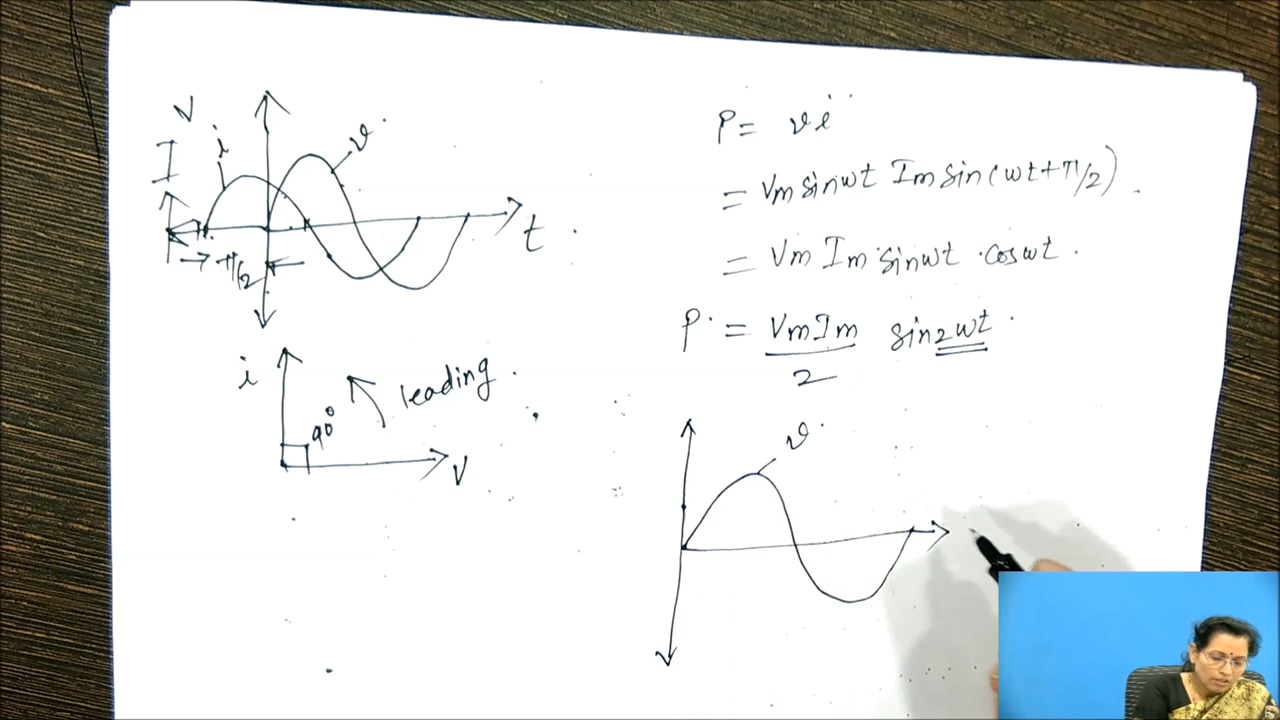 V
I
i
v
t
→ π/2 ←
i
90°
leading
V
P = vi
= Vm sinωt Im sin(ωt+π/2)
= Vm Im sinωt · cosωt
P = VmIm/2 sin2ωt
v